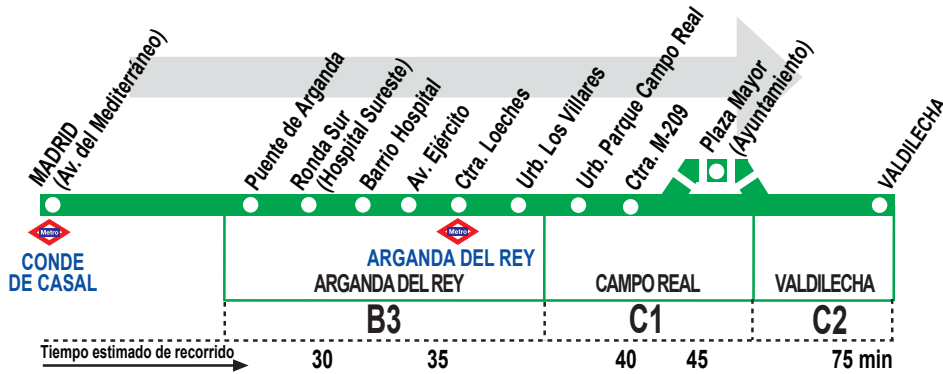 MADRID
(Av. del Mediterráneo)
Puente de Arganda
Ronda Sur
(Hospital Sureste)
Barrio Hospital
Av. Ejército
Ctra. Loeches
Urb. Los Villares
Urb. Parque Campo Real
Ctra. M-209
Plaza Mayor
(Ayuntamiento)
VALDILECHA
Metro
CONDE
DE CASAL
Metro
ARGANDA DEL REY
ARGANDA DEL REY
CAMPO REAL
VALDILECHA
B3
C1
C2
Tiempo estimado de recorrido
30
35
40
45
75 min